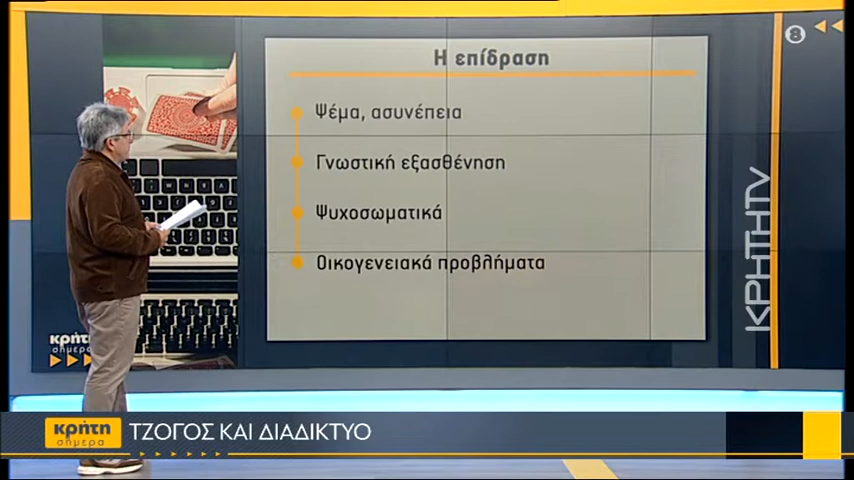 Η επίδραση
8
Ψέμα, ασυνέπεια
Γνωστική εξασθένηση
Ψυχοσωματικά
Οικογενειακά προβλήματα
ΚΡΗΤΗTV
κρήτη
σήμερα
κρήτη
σήμερα
ΤΖΟΓΟΣ ΚΑΙ ΔΙΑΔΙΚΤΥΟ